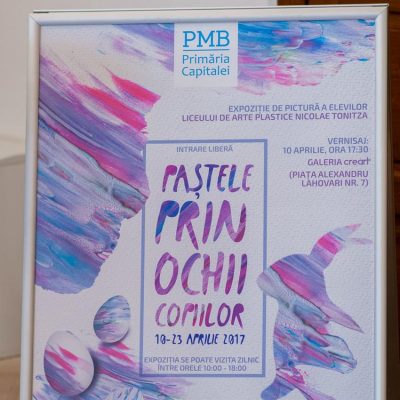 PMB
Primăria
Capitalei
EXPOZIȚIE DE PICTURĂ A ELEVILOR
LICEULUI DE ARTE PLASTICE NICOLAE TONITZA
VERNISAJ:
10 APRILIE, ORA 17:30
GALERIA creart
(PIAȚA ALEXANDRU
LAHOVARI NR. 7)
INTRARE LIBERĂ
PAȘTELE
PRIN
OCHII
COPIILOR
10-23 APRILIE 2017
EXPOZIȚIA SE POATE VIZITA ZILNIC
ÎNTRE ORELE 10:00 - 18:00